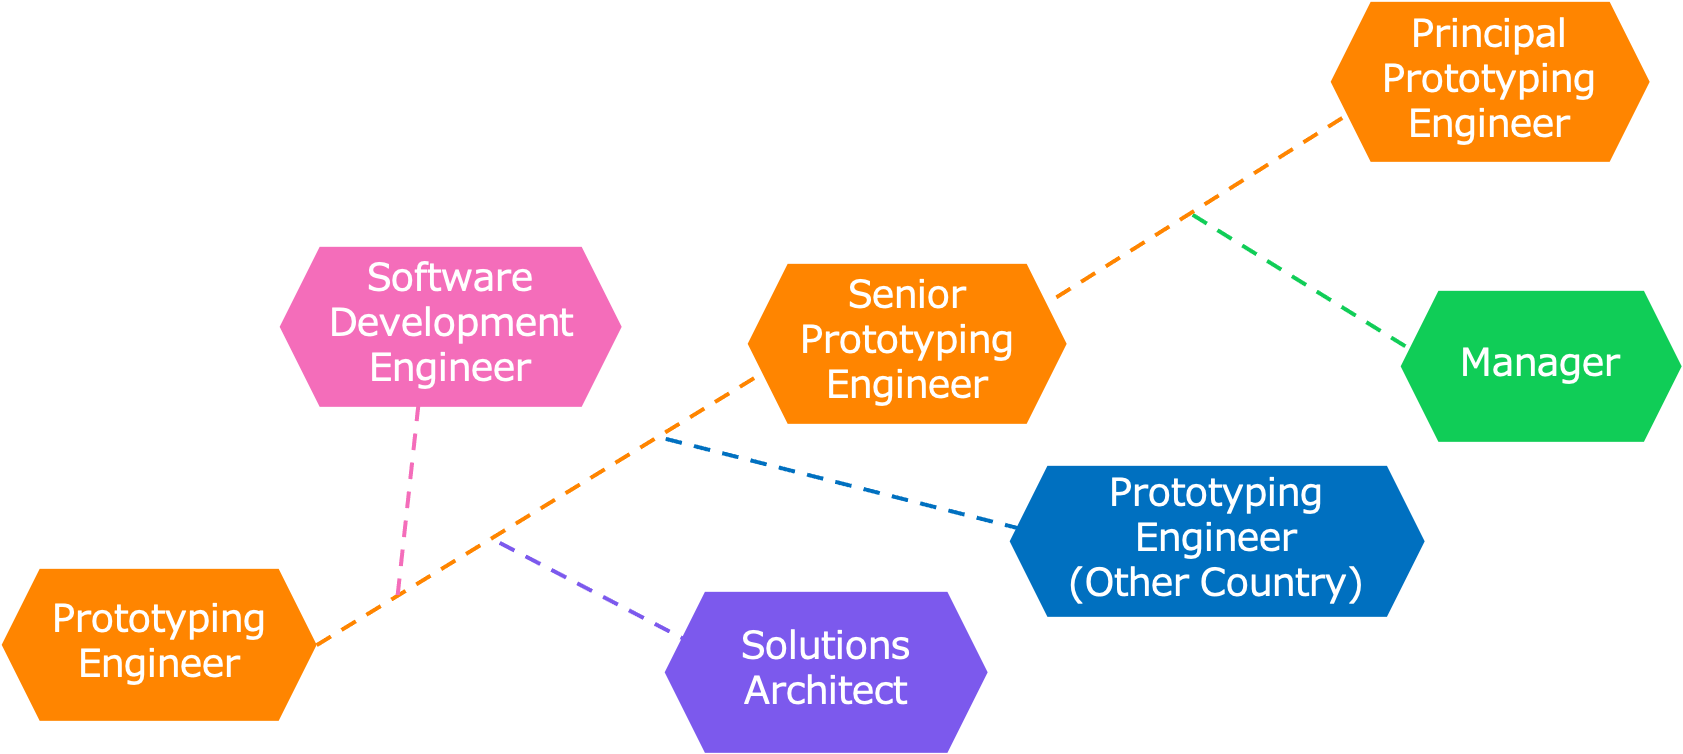 Principal
Prototyping
Engineer
Software
Development
Engineer
Senior
Prototyping
Engineer
Manager
Prototyping
Engineer
(Other Country)
Prototyping
Engineer
Solutions
Architect